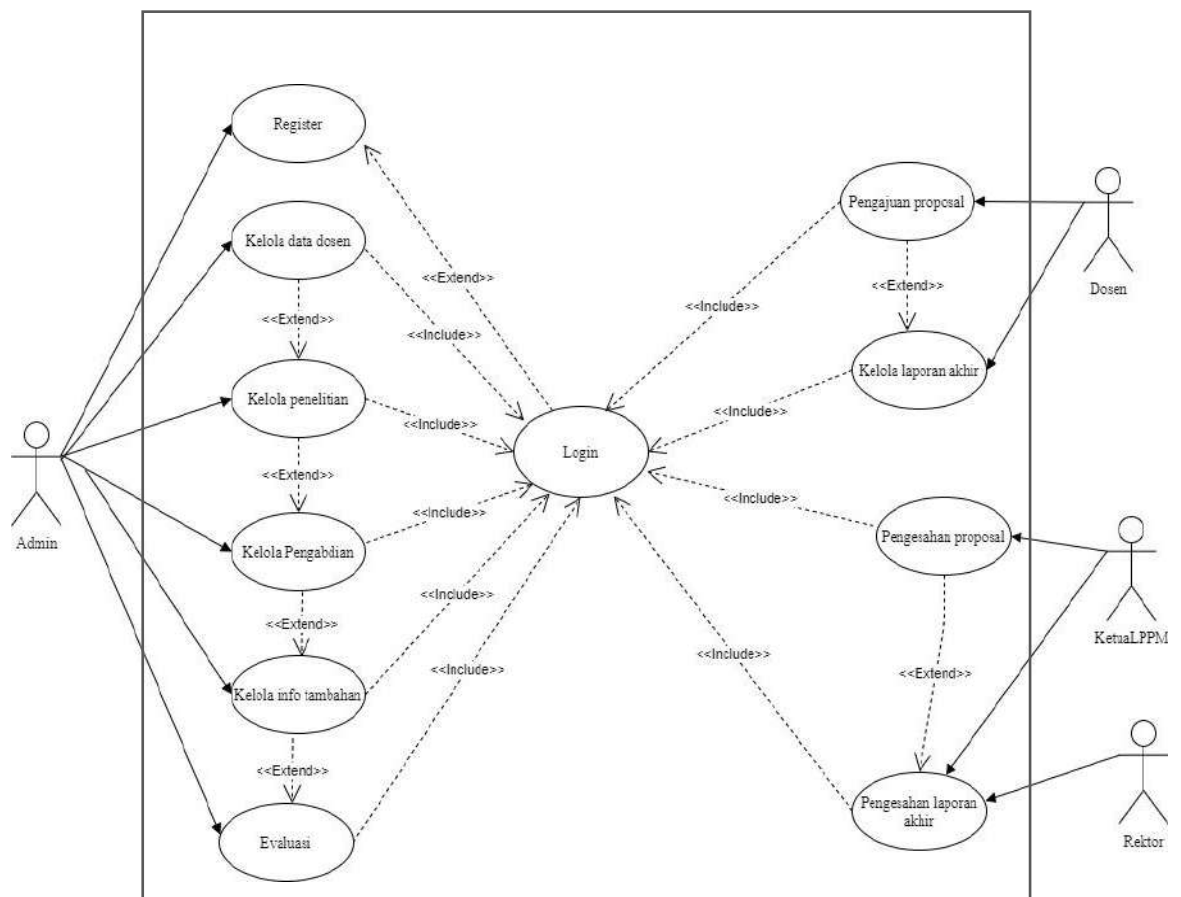 Register
Pengajuan proposal
Kelola data dosen
<<Extend>>
<<Extend>>
Dosen
<<Extend>>
<<Include>>
<<Include>>
Kelola laporan akhir
Kelola penelitian
<<Include>>
<<Include>>
Login
<<Extend>>
<<Include>>
<<Include>>
Admin
Kelola Pengabdian
Pengesahan proposal
<<Include>>
<<Extend>>
KetuaLPPM
<<Include>>
<<Include>>
<<Extend>>
Kelola info tambahan
<<Extend>>
Pengesahan laporan
akhir
Evaluasi
Rektor